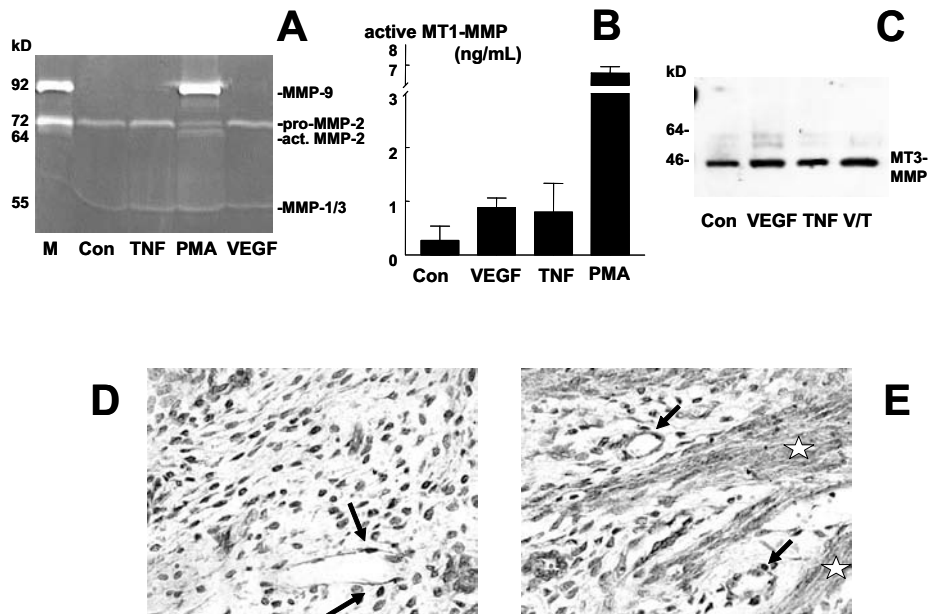 A
kD
92
72
64
55
-MMP-9
-pro-MMP-2
-act. MMP-2
-MMP-1/3
M Con TNF PMA VEGF
B
active MT1-MMP
(ng/mL)
8
7
3
2
1
0
Con VEGF TNF PMA
C
kD
64-
46-
MT3-
MMP
Con VEGF TNF V/T
D
E